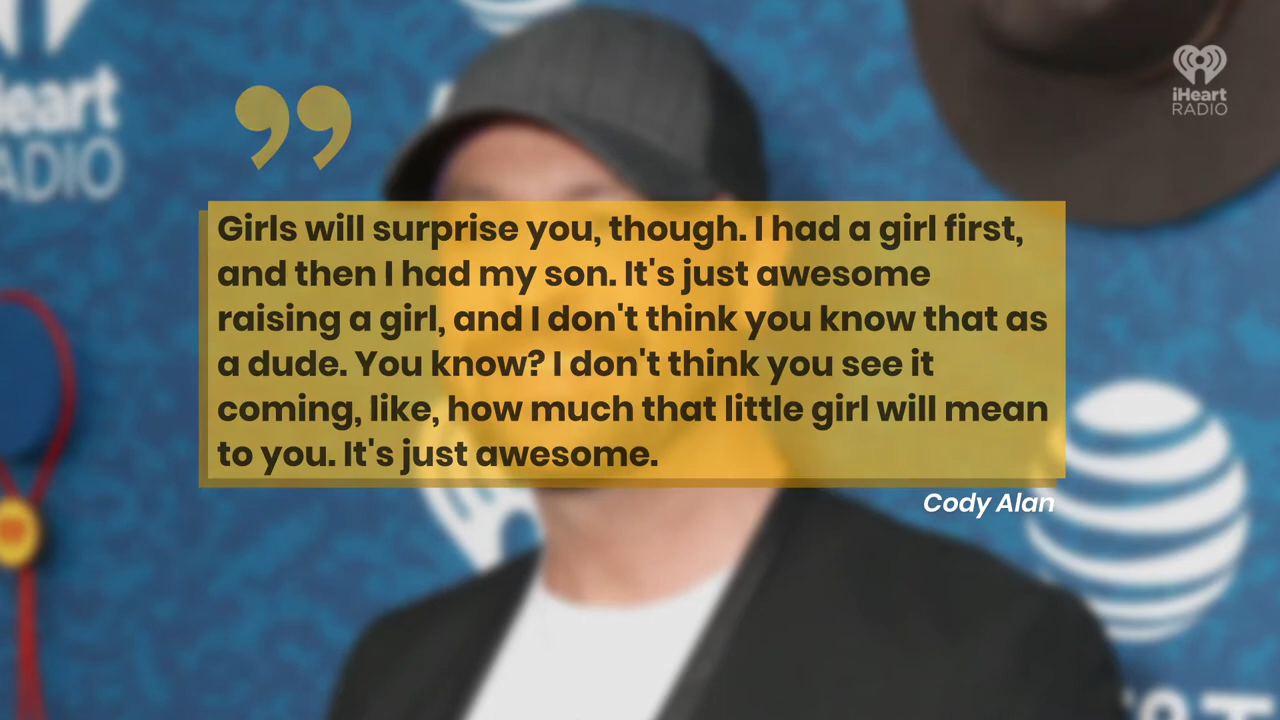 iHeart
RADIO
iHeart
RADIO
”
Girls will surprise you, though. I had a girl first,
and then I had my son. It's just awesome
raising a girl, and I don't think you know that as
a dude. You know? I don't think you see it
coming, like, how much that little girl will mean
to you. It's just awesome.
Cody Alan